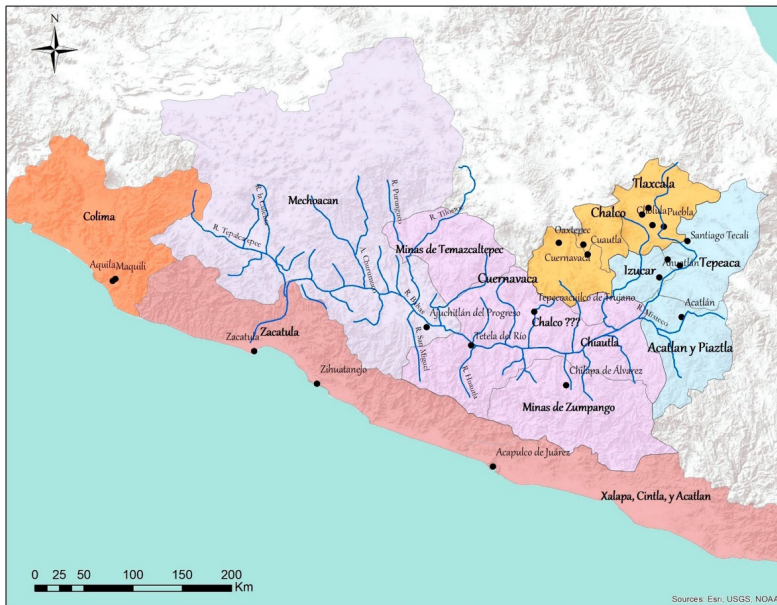 N
Tlaxcala
Colima
Mechoacan
R. Purungueo
R. Tepalcatepec
Chalco
Cholula
Puebla
Oaxtepec
Cuautla
Santiago Tecali
Minas de Temazcaltepec
Cuernavaca
Cuernavaca
Izucar
Tepeaca
Aquila
Maquili
Tepecoacuilco de Trujano
Acatlán
R. Balsas
Ajuchitlán del Progreso
Chalco ???
R. Mixteco
Zacatula
Zacatula
R. San Miguel
Tetela del Río
Chiautla
Acatlan y Piaztla
Zihuatanejo
Chilapa de Álvarez
Minas de Zumpango
Acapulco de Juárez
Xalapa, Cintla, y Acatlan
0 25 50 100 150 200
Km
Sources: Esri, USGS, NOAA